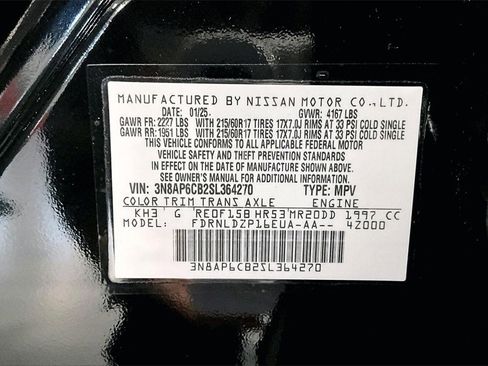 MANUFACTURED BY NISSAN MOTOR CO.,LTD.
DATE: 01/25 GVWR: 4167 LBS
GAWR FR: 2227 LBS WITH 215/60R17 TIRES 17X7.0J RIMS AT 33 PSI COLD SINGLE
GAWR RR: 1951 LBS WITH 215/60R17 TIRES 17X7.0J RIMS AT 33 PSI COLD SINGLE
THIS VEHICLE CONFORMS TO ALL APPLICABLE FEDERAL MOTOR
VEHICLE SAFETY AND THEFT PREVENTION STANDARDS IN EFFECT
ON THE DATE OF MANUFACTURE SHOWN ABOVE.
SEE OWNER'S MANUAL FOR ADDITIONAL INFORMATION
VIN: 3N8AP6CB2SL364270 TYPE: MPV
COLOR TRIM TRANS AXLE ENGINE
KH3 G RE0F15B HR53 MR20DD 1997 CC
MODEL: FDRNLDZP16EUA-AA-- 4Z000
3N8AP6CB2SL364270